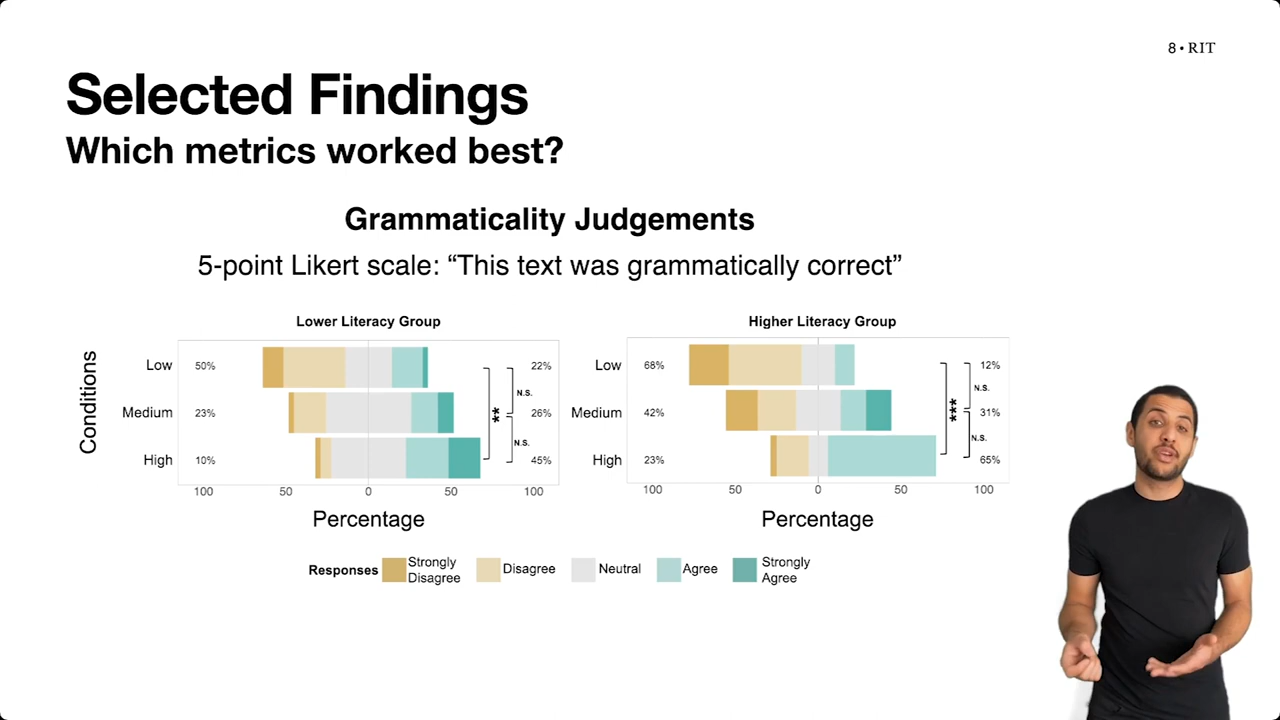 8 • RIT
Selected Findings
Which metrics worked best?
Grammaticality Judgements
5-point Likert scale: “This text was grammatically correct”
Lower Literacy Group
Conditions
Low 50% 22%
Medium 23% 26%
High 10% 45%
** N.S. N.S.
100 50 0 50 100
Percentage
Higher Literacy Group
Low 68% 12%
Medium 42% 31%
High 23% 65%
*** N.S. N.S.
100 50 0 50 100
Percentage
Responses Strongly Disagree Disagree Neutral Agree Strongly Agree